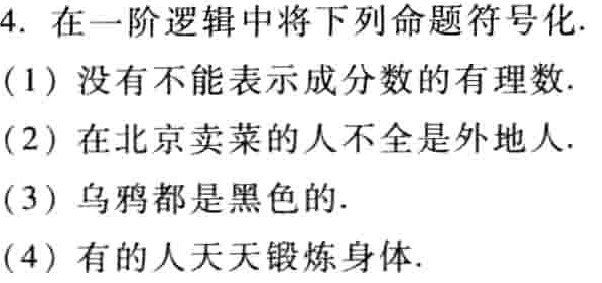 4. 在一阶逻辑中将下列命题符号化.
(1) 没有不能表示成分数的有理数.
(2) 在北京卖菜的人不全是外地人.
(3) 乌鸦都是黑色的.
(4) 有的人天天锻炼身体.